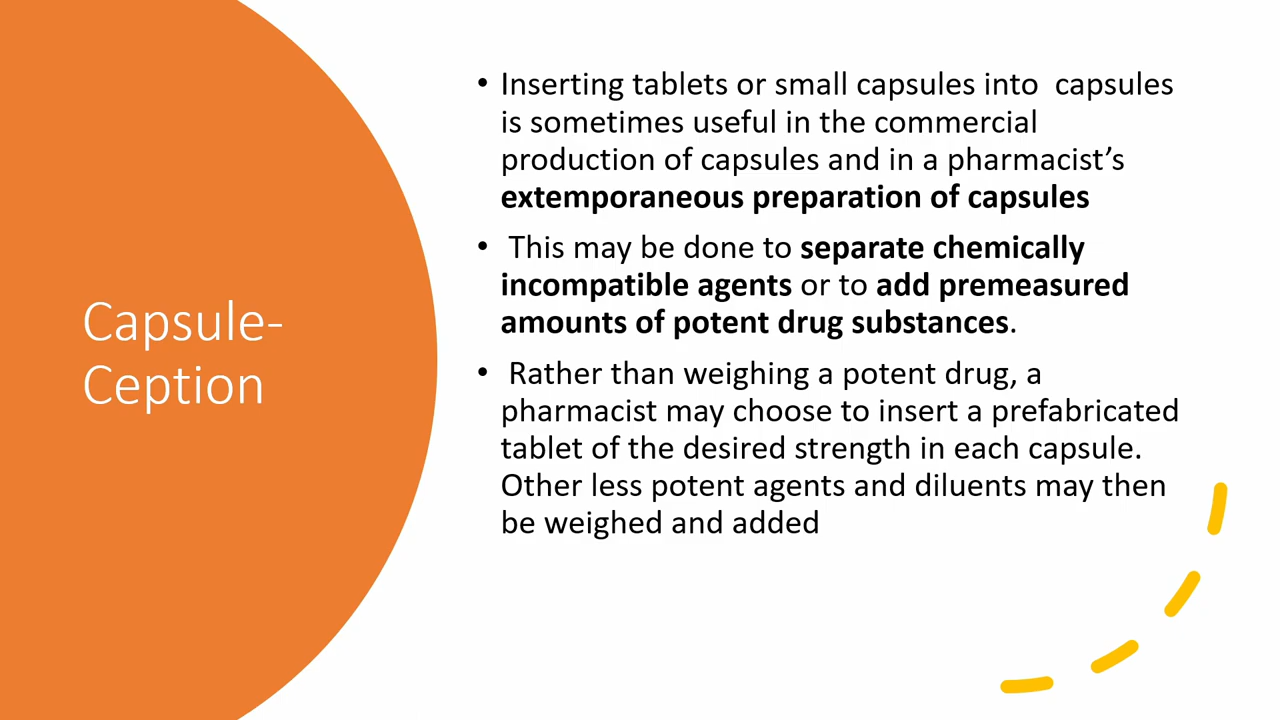 Capsule-
Ception
• Inserting tablets or small capsules into  capsules
is sometimes useful in the commercial
production of capsules and in a pharmacist’s
extemporaneous preparation of capsules
•  This may be done to separate chemically
incompatible agents or to add premeasured
amounts of potent drug substances.
•  Rather than weighing a potent drug, a
pharmacist may choose to insert a prefabricated
tablet of the desired strength in each capsule.
Other less potent agents and diluents may then
be weighed and added